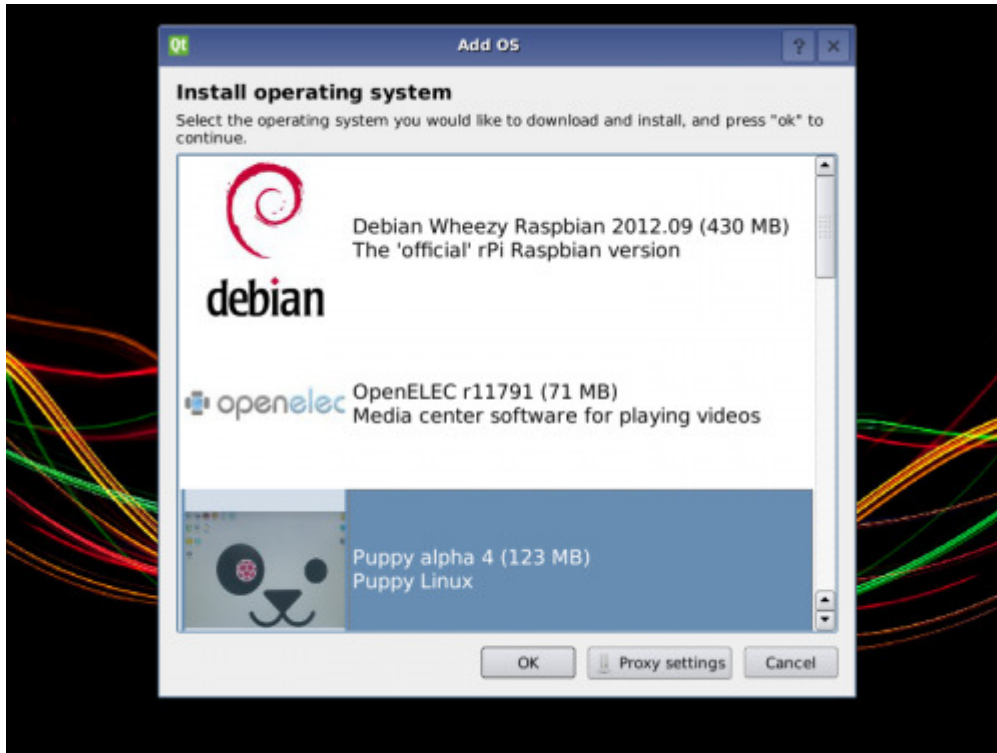 Qt
Add OS
?
Install operating system
Select the operating system you would like to download and install, and press "ok" to
continue.
debian
Debian Wheezy Raspbian 2012.09 (430 MB)
The 'official' rPi Raspbian version
openelec
OpenELEC r11791 (71 MB)
Media center software for playing videos
Puppy alpha 4 (123 MB)
Puppy Linux
OK
Proxy settings
Cancel